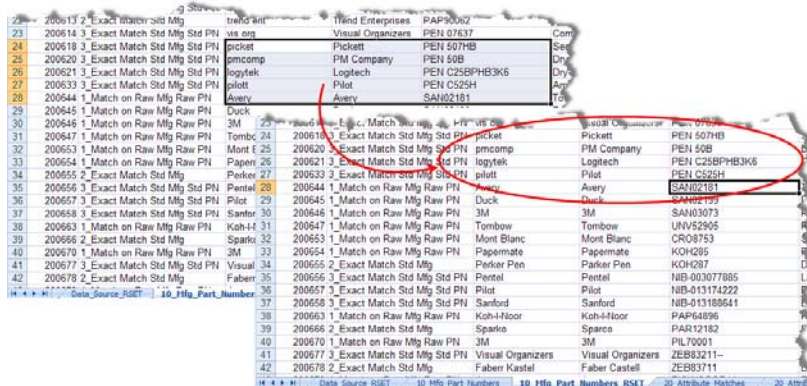 22 200613 2_Exact Match Std Mfg trend ent Trend Enterprises PAP90062
23 200614 3_Exact Match Std Mfg Std PN vis org Visual Organizers PEN 07637
24 200618 3_Exact Match Std Mfg Std PN picket Pickett PEN 507HB
25 200620 3_Exact Match Std Mfg Std PN pmcomp PM Company PEN 50B
26 200621 3_Exact Match Std Mfg Std PN logytek Logitech PEN C25BPHB3K6
27 200633 3_Exact Match Std Mfg Std PN pilott Pilot PEN C525H
28 200644 1_Match on Raw Mfg Raw PN Avery Avery SAN02181
29 200645 1_Match on Raw Mfg Raw PN Duck
30 200646 1_Match on Raw Mfg Raw PN 3M
31 200647 1_Match on Raw Mfg Raw PN Tombo
32 200653 1_Match on Raw Mfg Raw PN Mont
33 200654 1_Match on Raw Mfg Raw PN Paperm
34 200655 2_Exact Match Std Mfg Perker
35 200656 3_Exact Match Std Mfg Std PN Pentel
36 200657 3_Exact Match Std Mfg Std PN Pilot
37 200658 3_Exact Match Std Mfg Std PN Sanfor
38 200663 1_Match on Raw Mfg Raw PN Koh-I-
39 200666 2_Exact Match Std Mfg Spark
40 200670 1_Match on Raw Mfg Raw PN 3M
41 200677 3_Exact Match Std Mfg Std PN Visual
42 200678 2_Exact Match Std Mfg Faber
Data_Source_RSET 10_Mfg_Part_Number
24 200618 3_Exact Match Std Mfg Std PN picket Pickett PEN 507HB
25 200620 3_Exact Match Std Mfg Std PN pmcomp PM Company PEN 50B
26 200621 3_Exact Match Std Mfg Std PN logytek Logitech PEN C25BPHB3K6
27 200633 3_Exact Match Std Mfg Std PN pilott Pilot PEN C525H
28 200644 1_Match on Raw Mfg Raw PN Avery Avery SAN02181
29 200645 1_Match on Raw Mfg Raw PN Duck Duck SAN02199
30 200646 1_Match on Raw Mfg Raw PN 3M 3M SAN03073
31 200647 1_Match on Raw Mfg Raw PN Tombow Tombow UNV52905
32 200653 1_Match on Raw Mfg Raw PN Mont Blanc Mont Blanc CRO8753
33 200654 1_Match on Raw Mfg Raw PN Papermate Papermate KOH285
34 200655 2_Exact Match Std Mfg Perker Pen Parker Pen KOH287
35 200656 3_Exact Match Std Mfg Std PN Pentel Pentel NIB-003077885
36 200657 3_Exact Match Std Mfg Std PN Pilot Pilot NIB-013174222
37 200658 3_Exact Match Std Mfg Std PN Sanford Sanford NIB-013188641
38 200663 1_Match on Raw Mfg Raw PN Koh-I-Noor Koh-I-Noor PAP64896
39 200666 2_Exact Match Std Mfg Sparko Sparco PAR12182
40 200670 1_Match on Raw Mfg Raw PN 3M 3M PIL70001
41 200677 3_Exact Match Std Mfg Std PN Visual Organizers Visual Organizers ZEB83211--
42 200678 2_Exact Match Std Mfg Faberr Kastel Faber Castell ZEB83711
Data_Source_RSET 10_Mfg_Part_Numbers 10_Mfg_Part_Numbers_RSET 20_Attribute_Matches 20_Attri